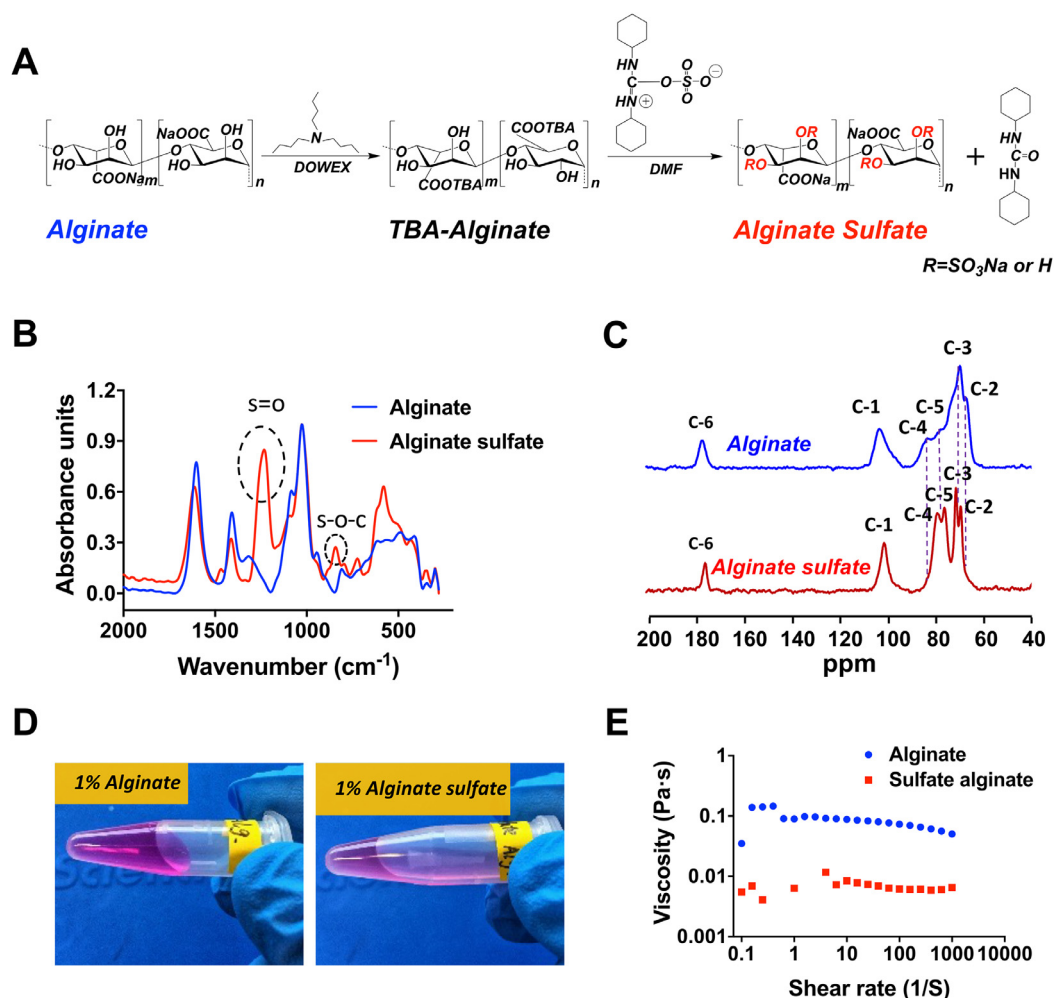 A
OH
NaOOC
OH
O
HO
COONa
m
HO
n
N
DOWEX
COOTBA
OH
HO
COOTBA
m
HO
OH
n
HN
C
O
S
O
O
O
HN
DMF
OR
NaOOC
OR
RO
COONa
m
RO
n
+
HN
C=O
HN
Alginate
TBA-Alginate
Alginate Sulfate
R=SO3Na or H
B
Absorbance units
1.2
0.9
0.6
0.3
0.0
2000 1500 1000 500
Wavenumber (cm-1)
S=O
S-O-C
Alginate
Alginate sulfate
C
C-6
C-1
C-4
C-5
C-3
C-2
Alginate
C-6
C-1
C-4
C-5
C-3
C-2
Alginate sulfate
200 180 160 140 120 100 80 60 40
ppm
D
1% Alginate
1% Alginate sulfate
E
Viscosity (Pa·s)
1
0.1
0.01
0.001
0.1 1 10 100 1000 10000
Shear rate (1/S)
Alginate
Sulfate alginate